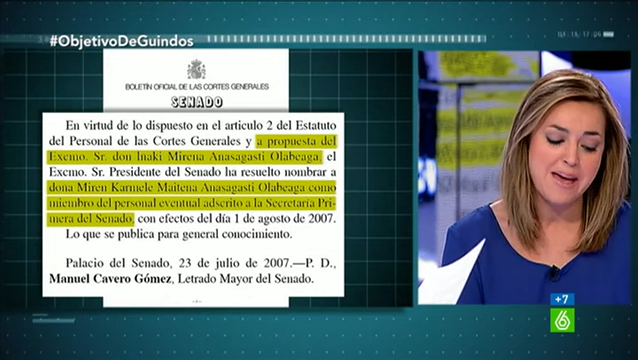 #ObjetivoDeGuindos
BOLETÍN OFICIAL DE LAS CORTES GENERALES
SENADO
En virtud de lo dispuesto en el articulo 2 del Estatuto
del Personal de las Cortes Generales y a propuesta del
Excmo. Sr. don Iñaki Mirena Anasagasti Olabeaga, el
Excmo. Sr. Presidente del Senado ha resuelto nombrar a
doña Miren Karmele Maitena Anasagasti Olabeaga como
miembro del personal eventual adscrito a la Secretaría Pri-
mera del Senado, con efectos del día 1 agosto de 2007.
Lo que se publica para general conocimiento.
Palacio del Senado, 23 de julio de 2007.—P. D.,
Manuel Cavero Gómez, Letrado Mayor del Senado.
+7
6